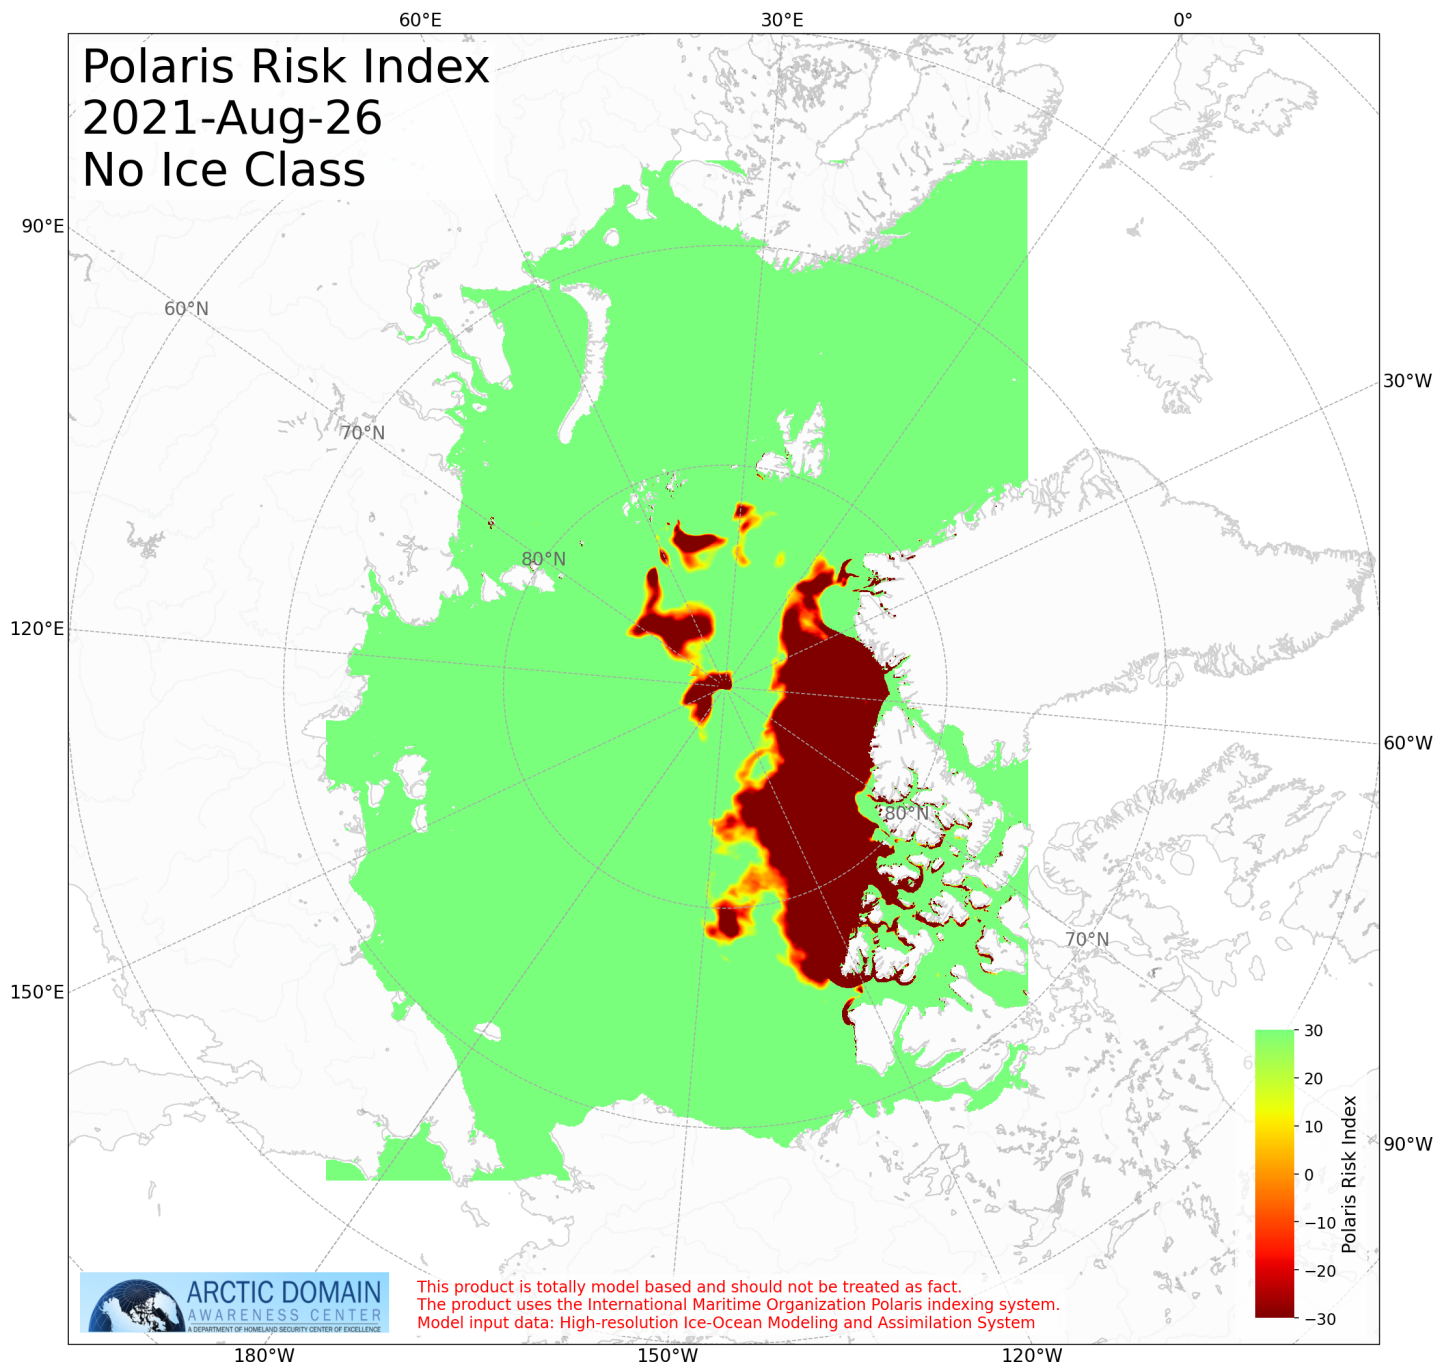 60°E
30°E
0°
Polaris Risk Index
2021-Aug-26
No Ice Class
90°E
60°N
30°W
70°N
80°N
120°E
60°W
80°N
70°N
150°E
30
20
10
0
−10
−20
−30
Polaris Risk Index
90°W
ARCTIC DOMAIN
AWARENESS CENTER
A DEPARTMENT OF HOMELAND SECURITY CENTER OF EXCELLENCE
This product is totally model based and should not be treated as fact.
The product uses the International Maritime Organization Polaris indexing system.
Model input data: High-resolution Ice-Ocean Modeling and Assimilation System
180°W
150°W
120°W